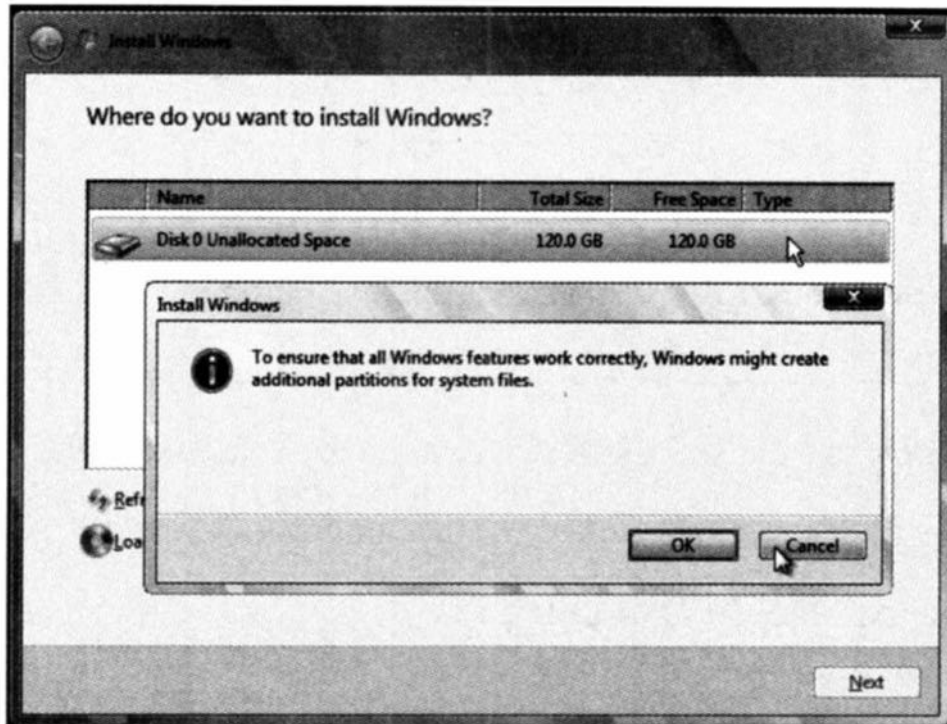 Install Windows
Where do you want to install Windows?
Name Total Size Free Space Type
Disk 0 Unallocated Space 120.0 GB 120.0 GB
Install Windows
To ensure that all Windows features work correctly, Windows might create
additional partitions for system files.
Refr
Loa
OK Cancel
Next